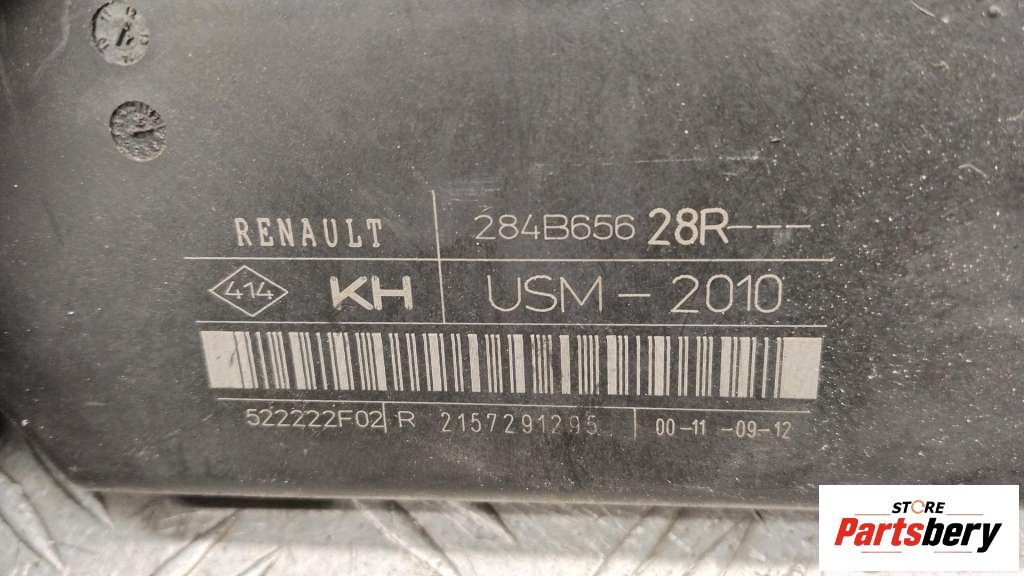 RENAULT 284B656 28R---
414 KH USM - 2010
522222F02 R 2157291295 00-11 -09-12
STORE
Partsbery